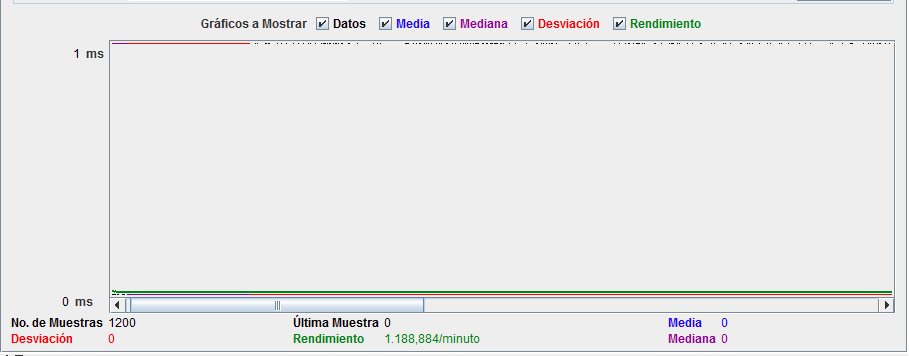 Gráficos a Mostrar Datos Media Mediana Desviación Rendimiento
1 ms
0 ms
No. de Muestras 1200 Última Muestra 0 Media 0
Desviación 0 Rendimiento 1.188,884/minuto Mediana 0